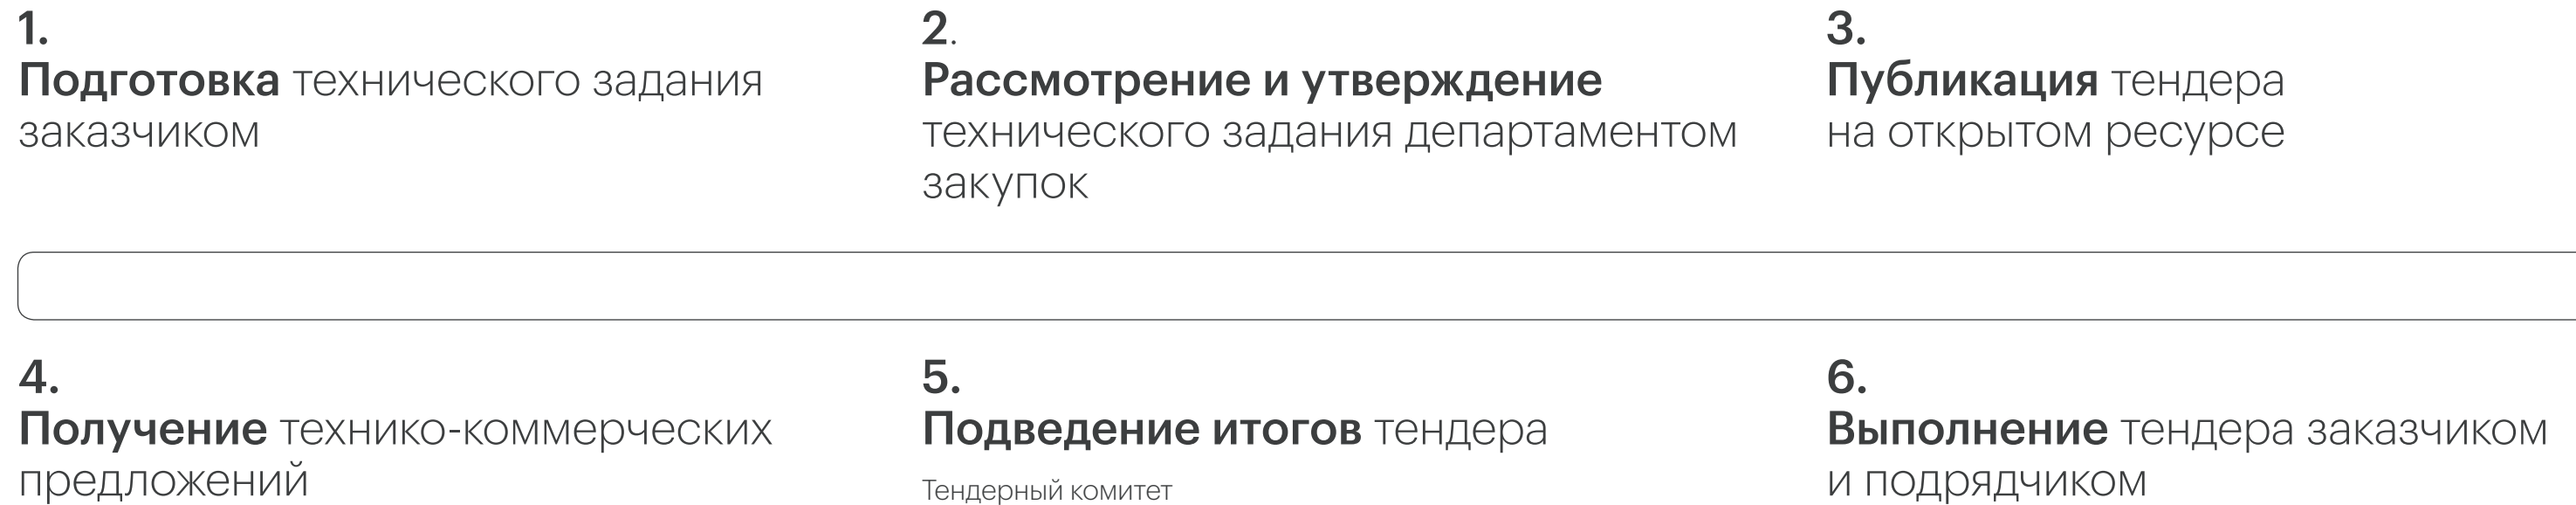 1.
Подготовка технического задания
заказчиком
2.
Рассмотрение и утверждение
технического задания департаментом
закупок
3.
Публикация тендера
на открытом ресурсе
4.
Получение технико-коммерческих
предложений
5.
Подведение итогов тендера
Тендерный комитет
6.
Выполнение тендера заказчиком
и подрядчиком